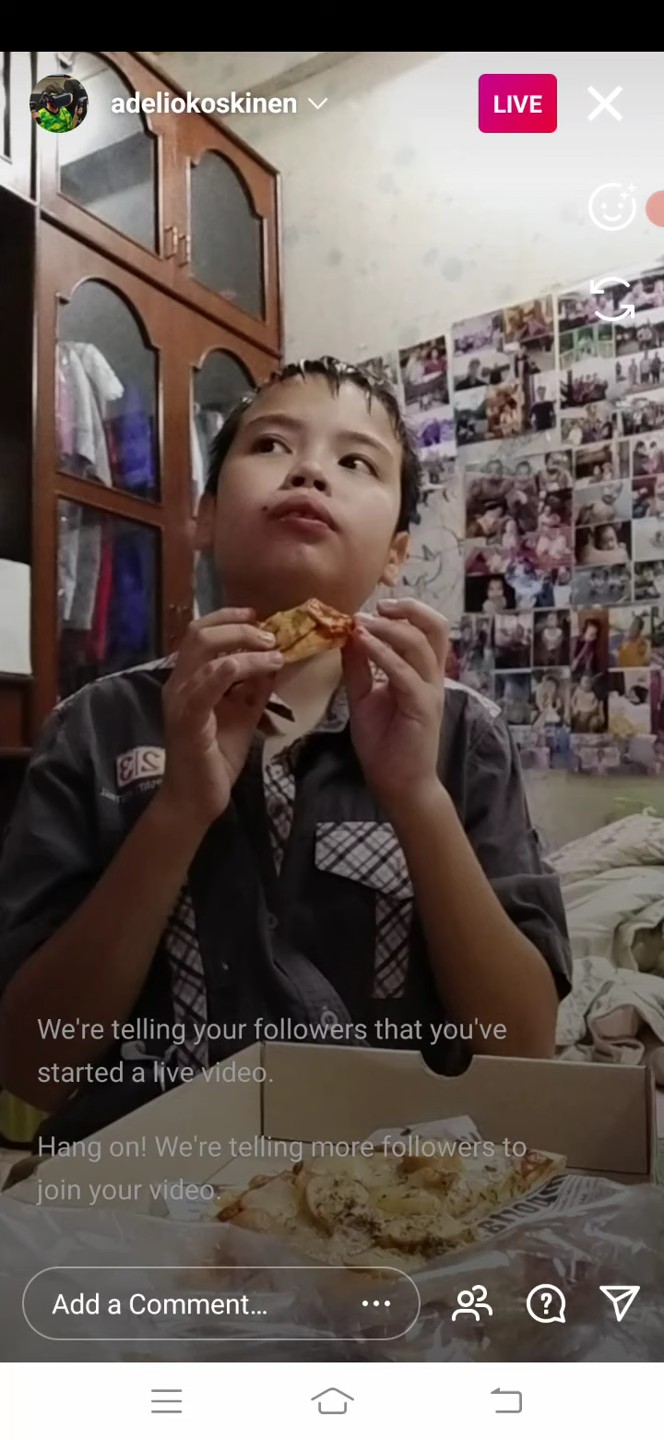 adeliokoskinen
LIVE
We're telling your followers that you've
started a live video.
Hang on! We're telling more followers to
join your video.
Add a Comment...